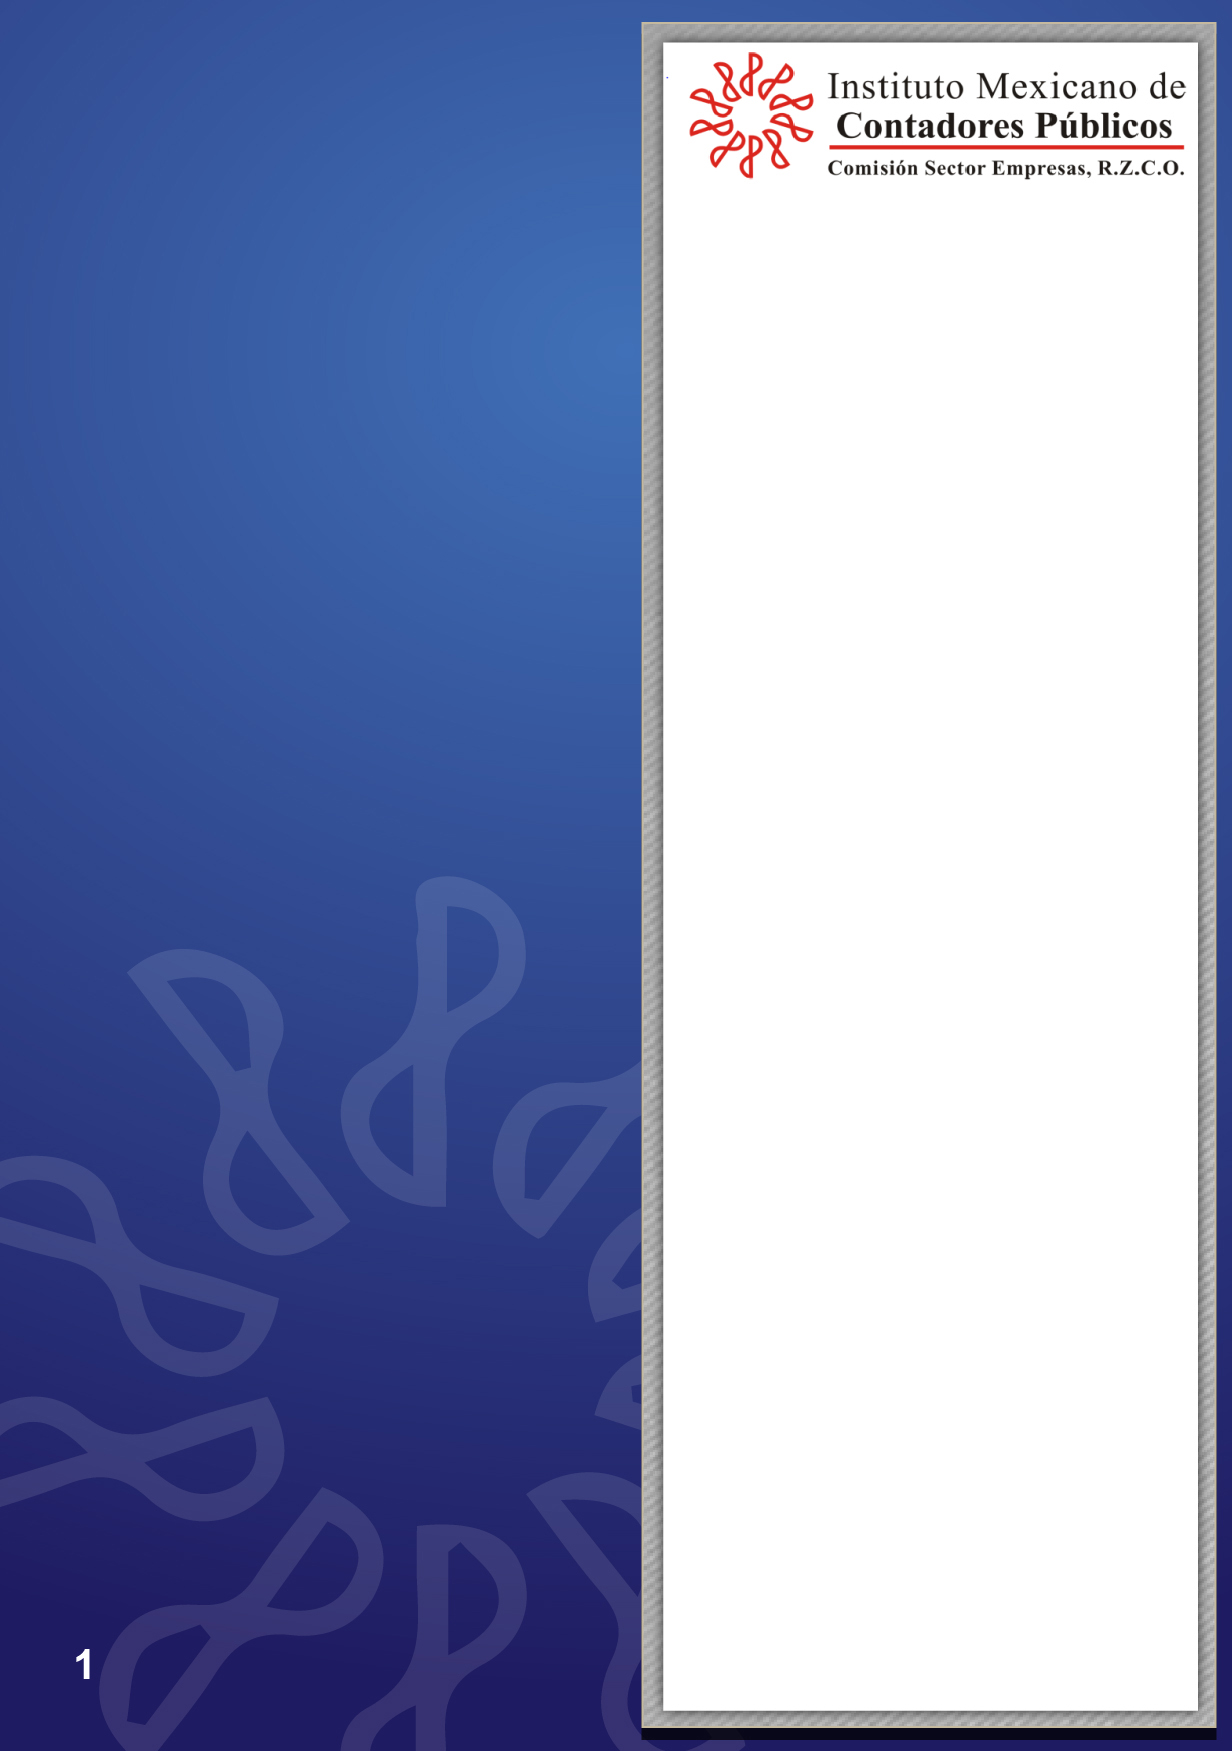 Instituto Mexicano de
Contadores Públicos
Comisión Sector Empresas, R.Z.C.O.
1